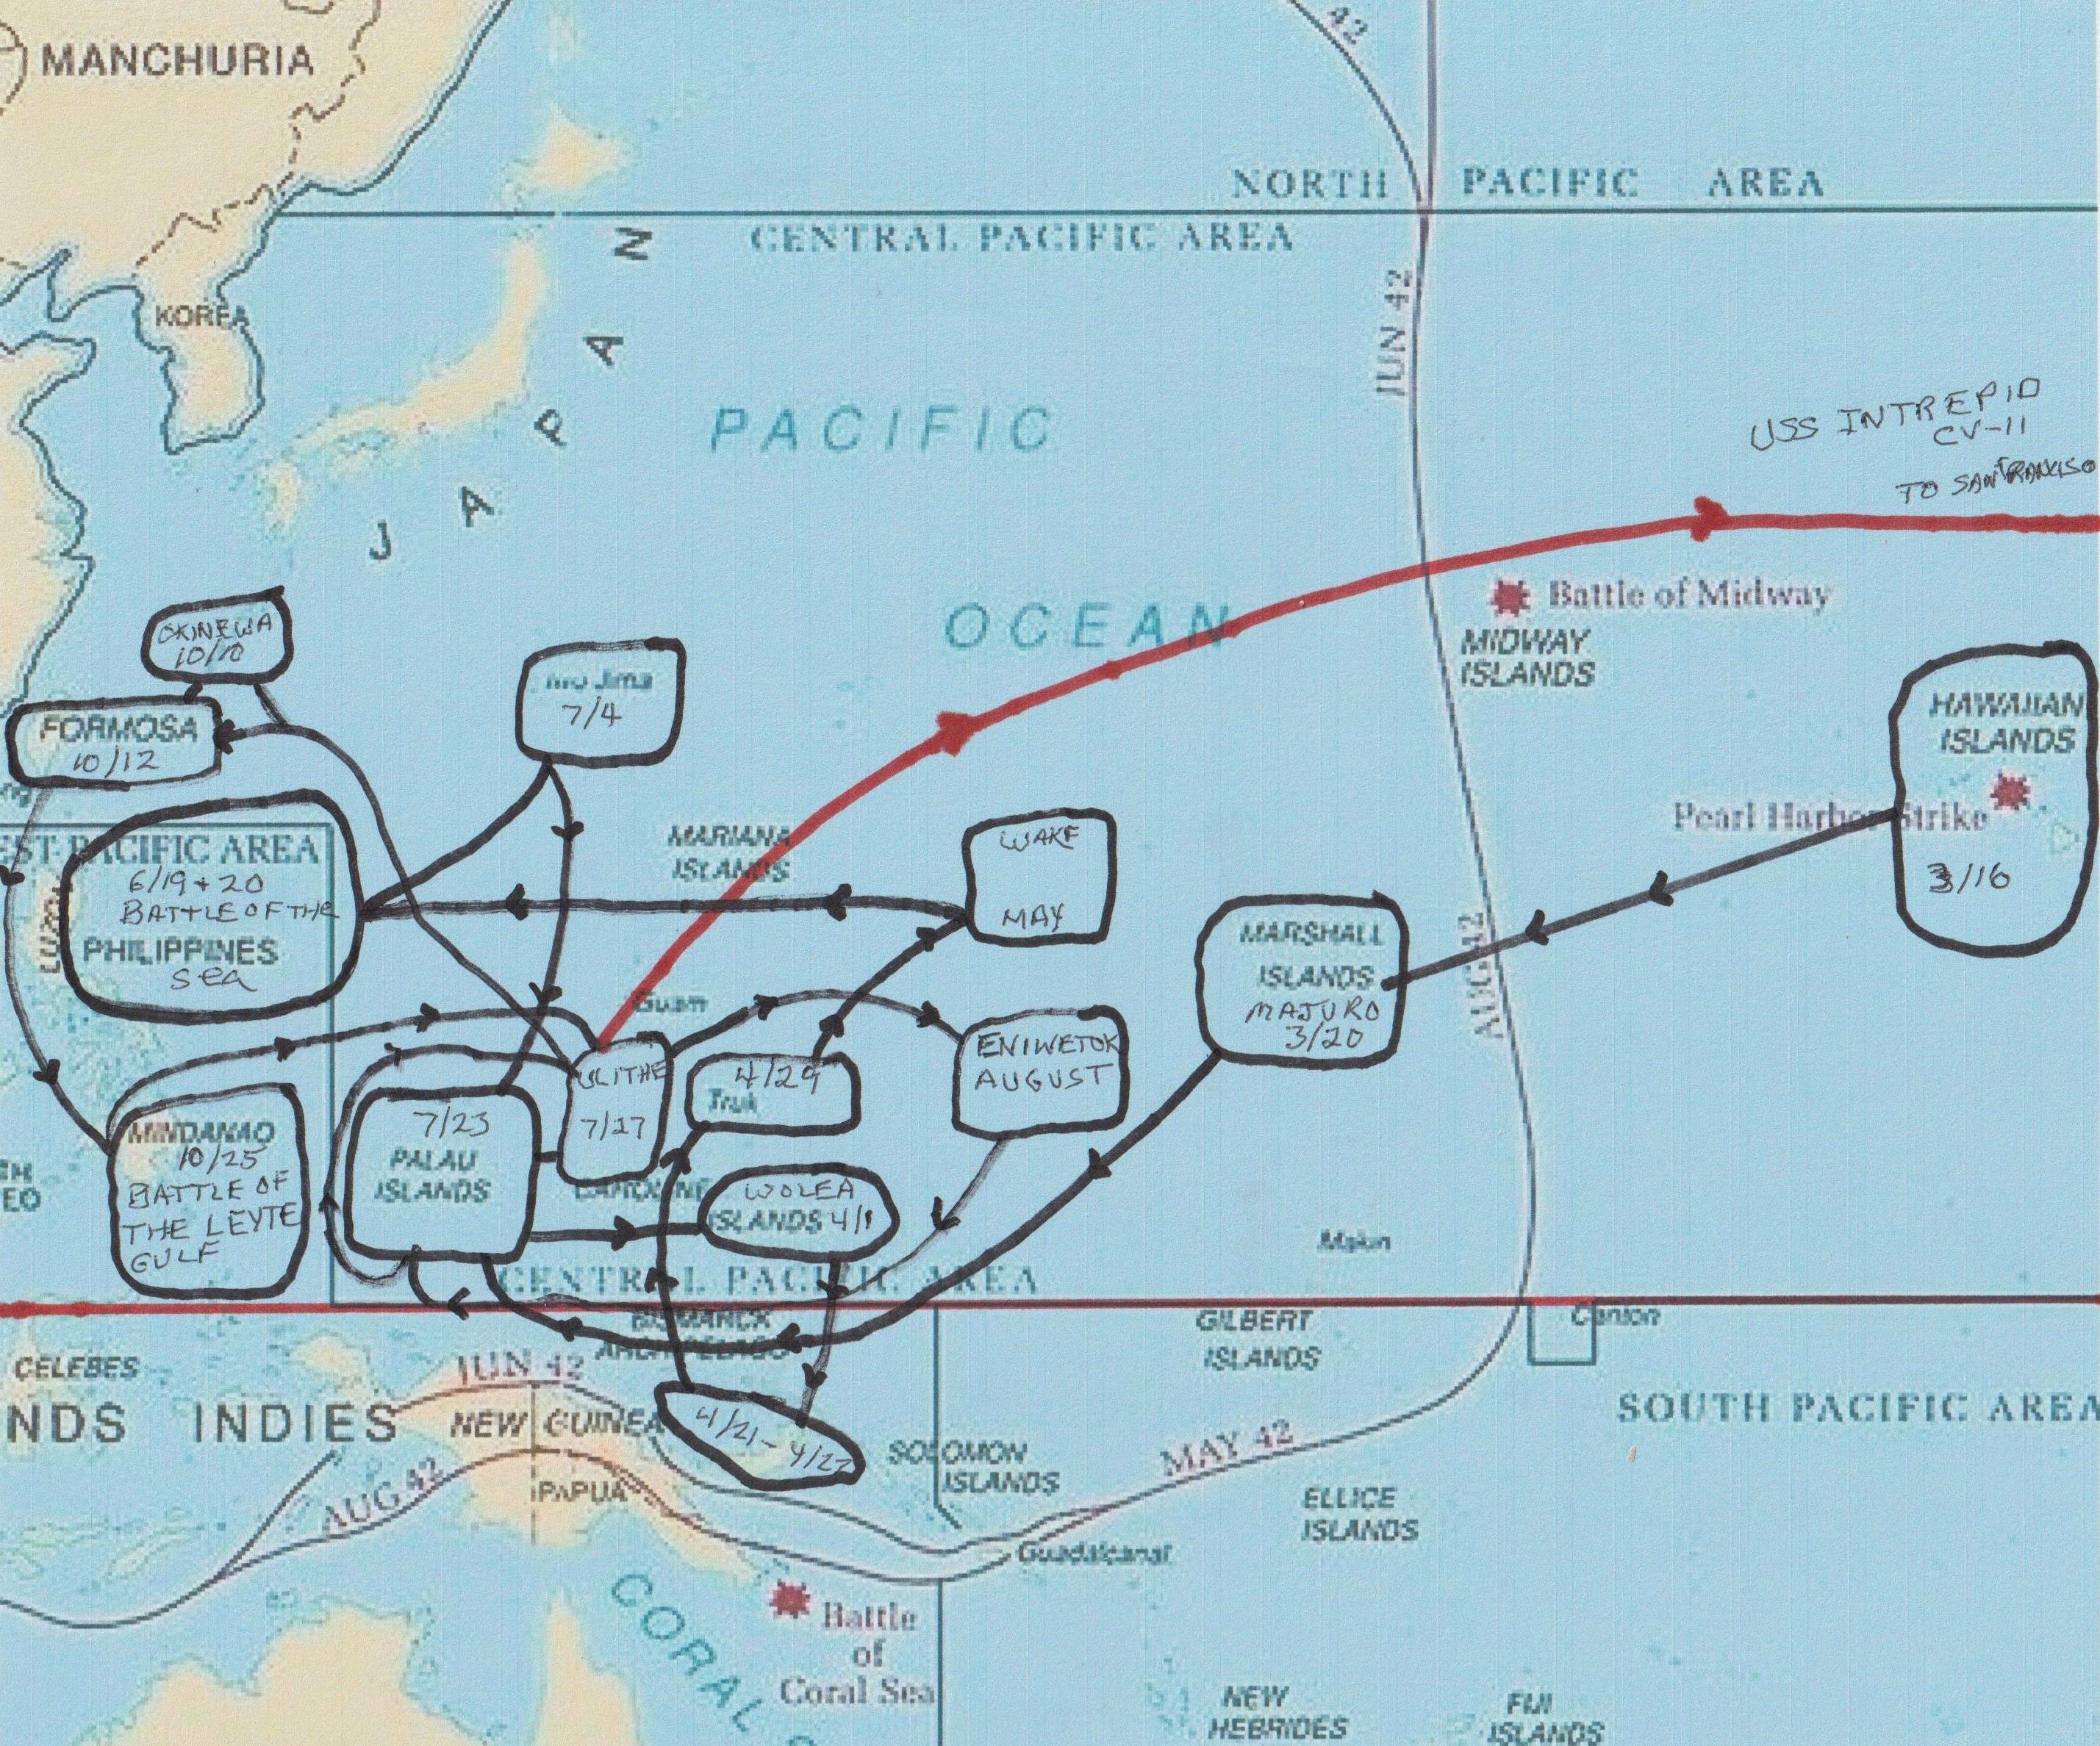 42
MANCHURIA
NORTH PACIFIC AREA
CENTRAL PACIFIC AREA
KOREA
JUN 42
J A P A N
PACIFIC
OCEAN
USS INTREPID
CV-11
TO SAN FRANCISO
Battle of Midway
MIDWAY
ISLANDS
OKINEWA
10/10
FORMOSA
10/12
Iwo Jima
7/4
HAWAIIAN
ISLANDS
Pearl Harbor Strike
3/16
MARIANA
ISLANDS
WAKE
MAY
EST PACIFIC AREA
6/19 + 20
BATTLE OF THE
PHILIPPINES
sea
LUZON
MARSHALL
ISLANDS
MAJURO
3/20
AUG 42
Guam
ULITHE
7/27
4/29
Truk
ENIWETOK
AUGUST
MINDANAO
10/25
BATTLE OF
THE LEYTE
GULF
7/23
PALAU
ISLANDS
CAROLINE
WOLEA
ISLANDS 4/1
EO
Makin
CENTRAL PACIFIC AREA
BISMARCK
ARCHIPELAGO
GILBERT
ISLANDS
Canton
CELEBES
JUN 42
NDS INDIES
NEW GUINEA
4/21-4/22
SOLOMON
ISLANDS
MAY 42
SOUTH PACIFIC AREA
AUG 42
PAPUA
ELLICE
ISLANDS
Guadalcanal
CORAL
Battle
of
Coral Sea
NEW
HEBRIDES
FIJI
ISLANDS